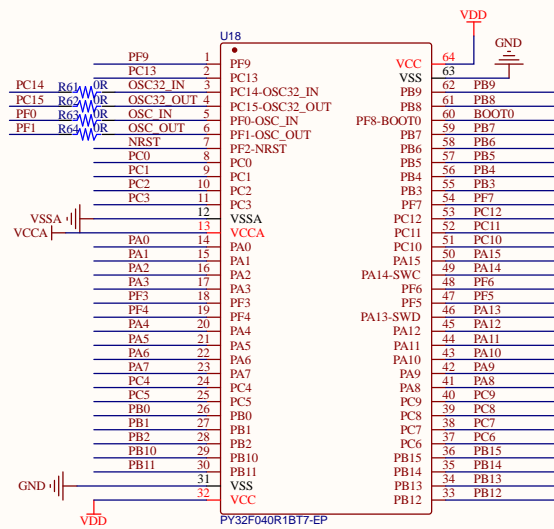 U18
VDD
GND
PF9 1 PF9 VCC 64
PC13 2 PC13 VSS 63
PC14 R61 0R OSC32_IN 3 PC14-OSC32_IN PB9 62 PB9
PC15 R62 0R OSC32_OUT 4 PC15-OSC32_OUT PB8 61 PB8
PF0 R63 0R OSC_IN 5 PF0-OSC_IN PF8-BOOT0 60 BOOT0
PF1 R64 0R OSC_OUT 6 PF1-OSC_OUT PB7 59 PB7
NRST 7 PF2-NRST PB6 58 PB6
PC0 8 PC0 PB5 57 PB5
PC1 9 PC1 PB4 56 PB4
PC2 10 PC2 PB3 55 PB3
PC3 11 PC3 PF7 54 PF7
VSSA 12 VSSA PC12 53 PC12
VCCA 13 VCCA PC11 52 PC11
PA0 14 PA0 PC10 51 PC10
PA1 15 PA1 PA15 50 PA15
PA2 16 PA2 PA14-SWC 49 PA14
PA3 17 PA3 PF6 48 PF6
PF3 18 PF3 PF5 47 PF5
PF4 19 PF4 PA13-SWD 46 PA13
PA4 20 PA4 PA12 45 PA12
PA5 21 PA5 PA11 44 PA11
PA6 22 PA6 PA10 43 PA10
PA7 23 PA7 PA9 42 PA9
PC4 24 PC4 PA8 41 PA8
PC5 25 PC5 PC9 40 PC9
PB0 26 PB0 PC8 39 PC8
PB1 27 PB1 PC7 38 PC7
PB2 28 PB2 PC6 37 PC6
PB10 29 PB10 PB15 36 PB15
PB11 30 PB11 PB14 35 PB14
GND 31 VSS PB13 34 PB13
32 VCC PB12 33 PB12
VDD
PY32F040R1BT7-EP